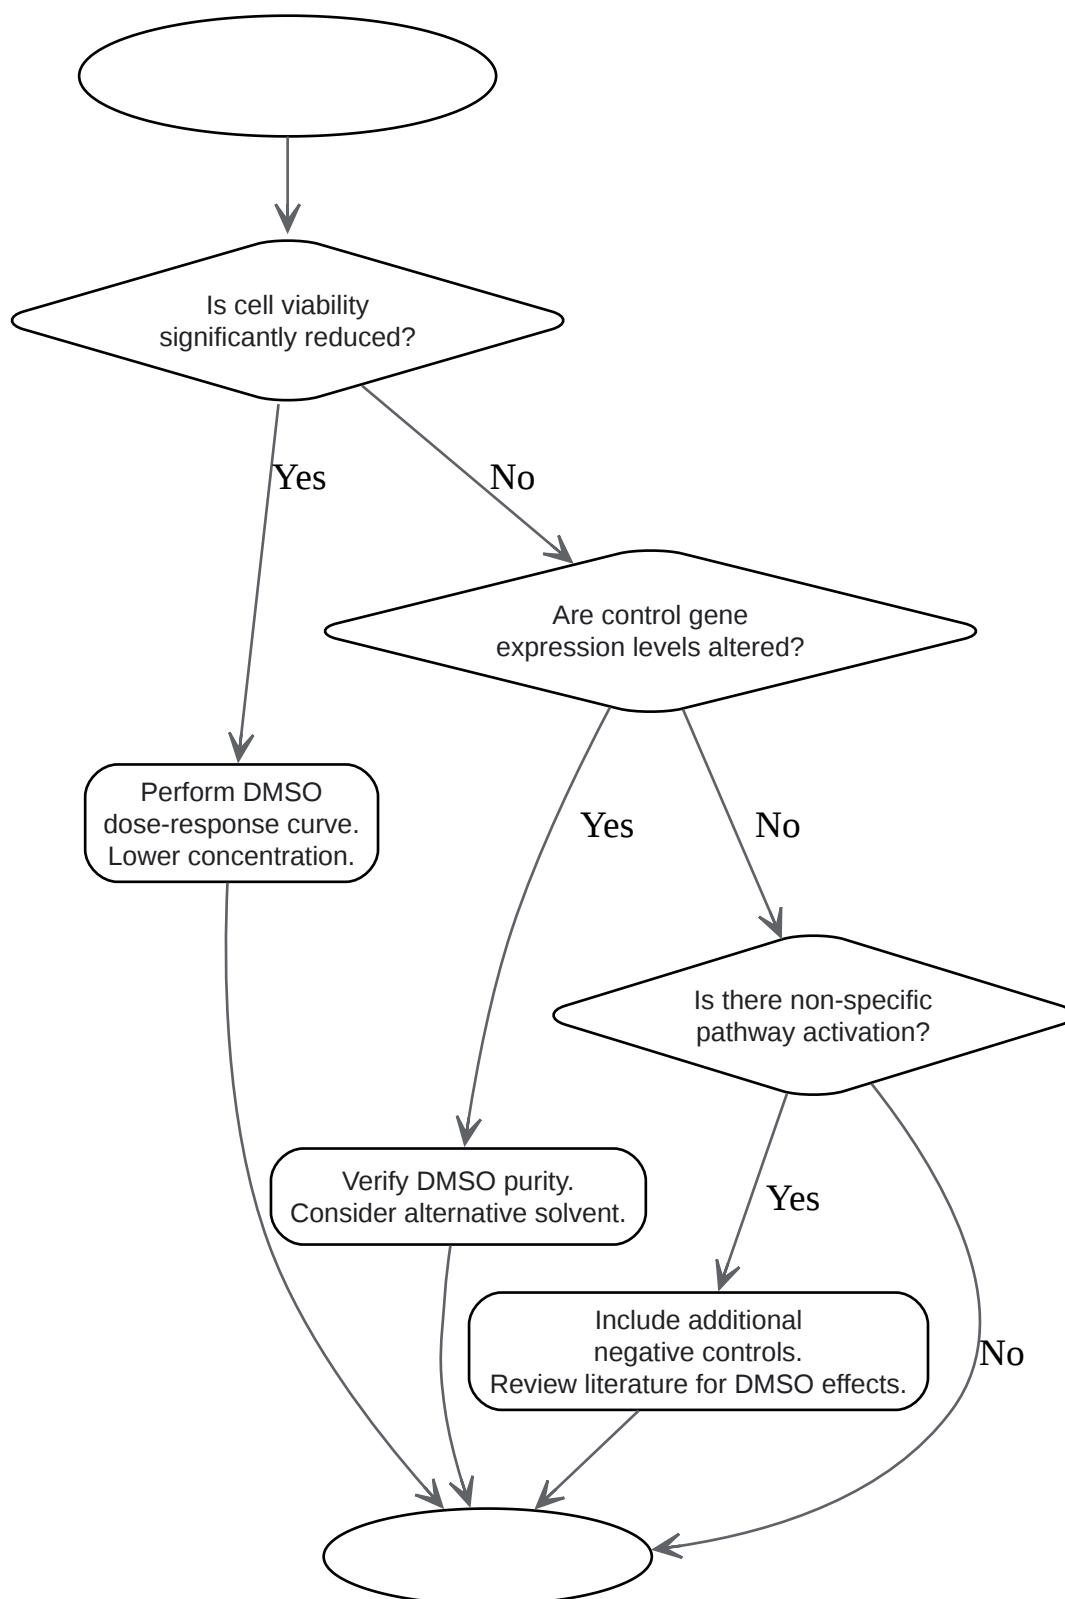 Is cell viability
significantly reduced?
Yes
No
Are control gene
expression levels altered?
Perform DMSO
dose-response curve.
Lower concentration.
Yes
No
Is there non-specific
pathway activation?
Verify DMSO purity.
Consider alternative solvent.
Yes
Include additional
negative controls.
Review literature for DMSO effects.
No